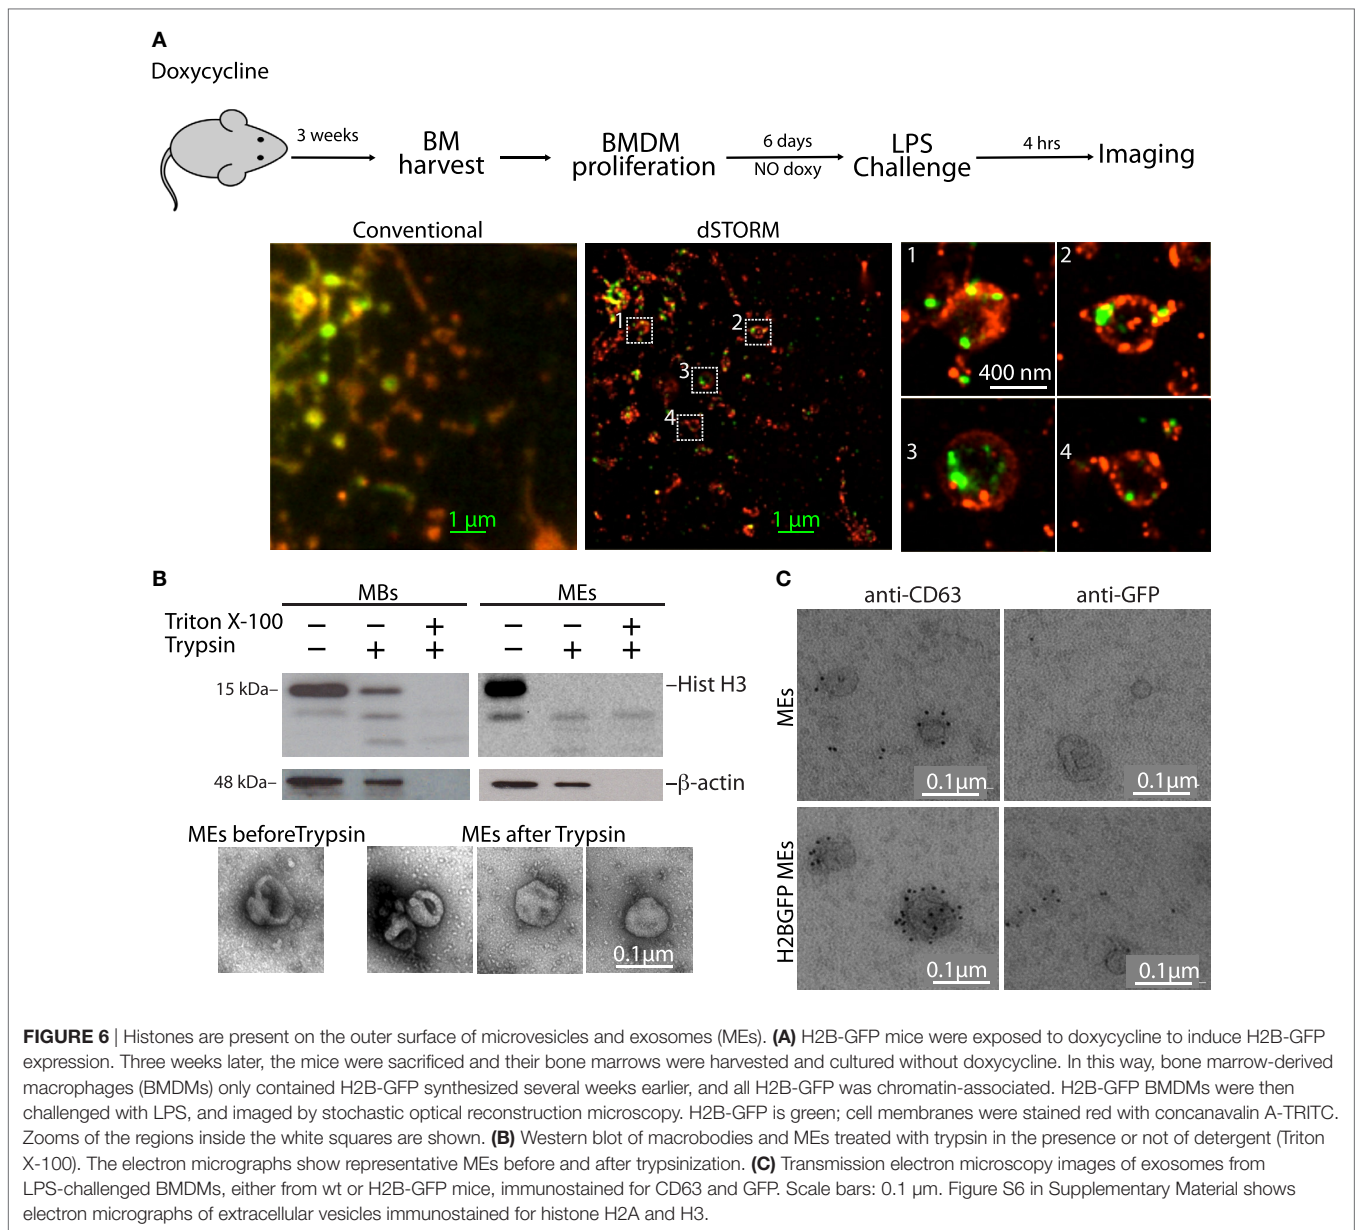 A
Doxycycline
3 weeks
BM
harvest
BMDM
proliferation
6 days
NO doxy
LPS
Challenge
4 hrs
Imaging
Conventional
dSTORM
1
2
3
4
1 µm
1 µm
1
2
400 nm
3
4
B
MBs
MEs
Triton X-100 – – + – – +
Trypsin – + + – + +
15 kDa–
–Hist H3
48 kDa–
–β-actin
MEs beforeTrypsin
MEs after Trypsin
0.1µm
C
anti-CD63
anti-GFP
MEs
0.1µm
0.1µm
H2BGFP MEs
0.1µm
0.1µm
FIGURE 6 | Histones are present on the outer surface of microvesicles and exosomes (MEs). (A) H2B-GFP mice were exposed to doxycycline to induce H2B-GFP
expression. Three weeks later, the mice were sacrificed and their bone marrows were harvested and cultured without doxycycline. In this way, bone marrow-derived
macrophages (BMDMs) only contained H2B-GFP synthesized several weeks earlier, and all H2B-GFP was chromatin-associated. H2B-GFP BMDMs were then
challenged with LPS, and imaged by stochastic optical reconstruction microscopy. H2B-GFP is green; cell membranes were stained red with concanavalin A-TRITC.
Zooms of the regions inside the white squares are shown. (B) Western blot of macrobodies and MEs treated with trypsin in the presence or not of detergent (Triton
X-100). The electron micrographs show representative MEs before and after trypsinization. (C) Transmission electron microscopy images of exosomes from
LPS-challenged BMDMs, either from wt or H2B-GFP mice, immunostained for CD63 and GFP. Scale bars: 0.1 µm. Figure S6 in Supplementary Material shows
electron micrographs of extracellular vesicles immunostained for histone H2A and H3.